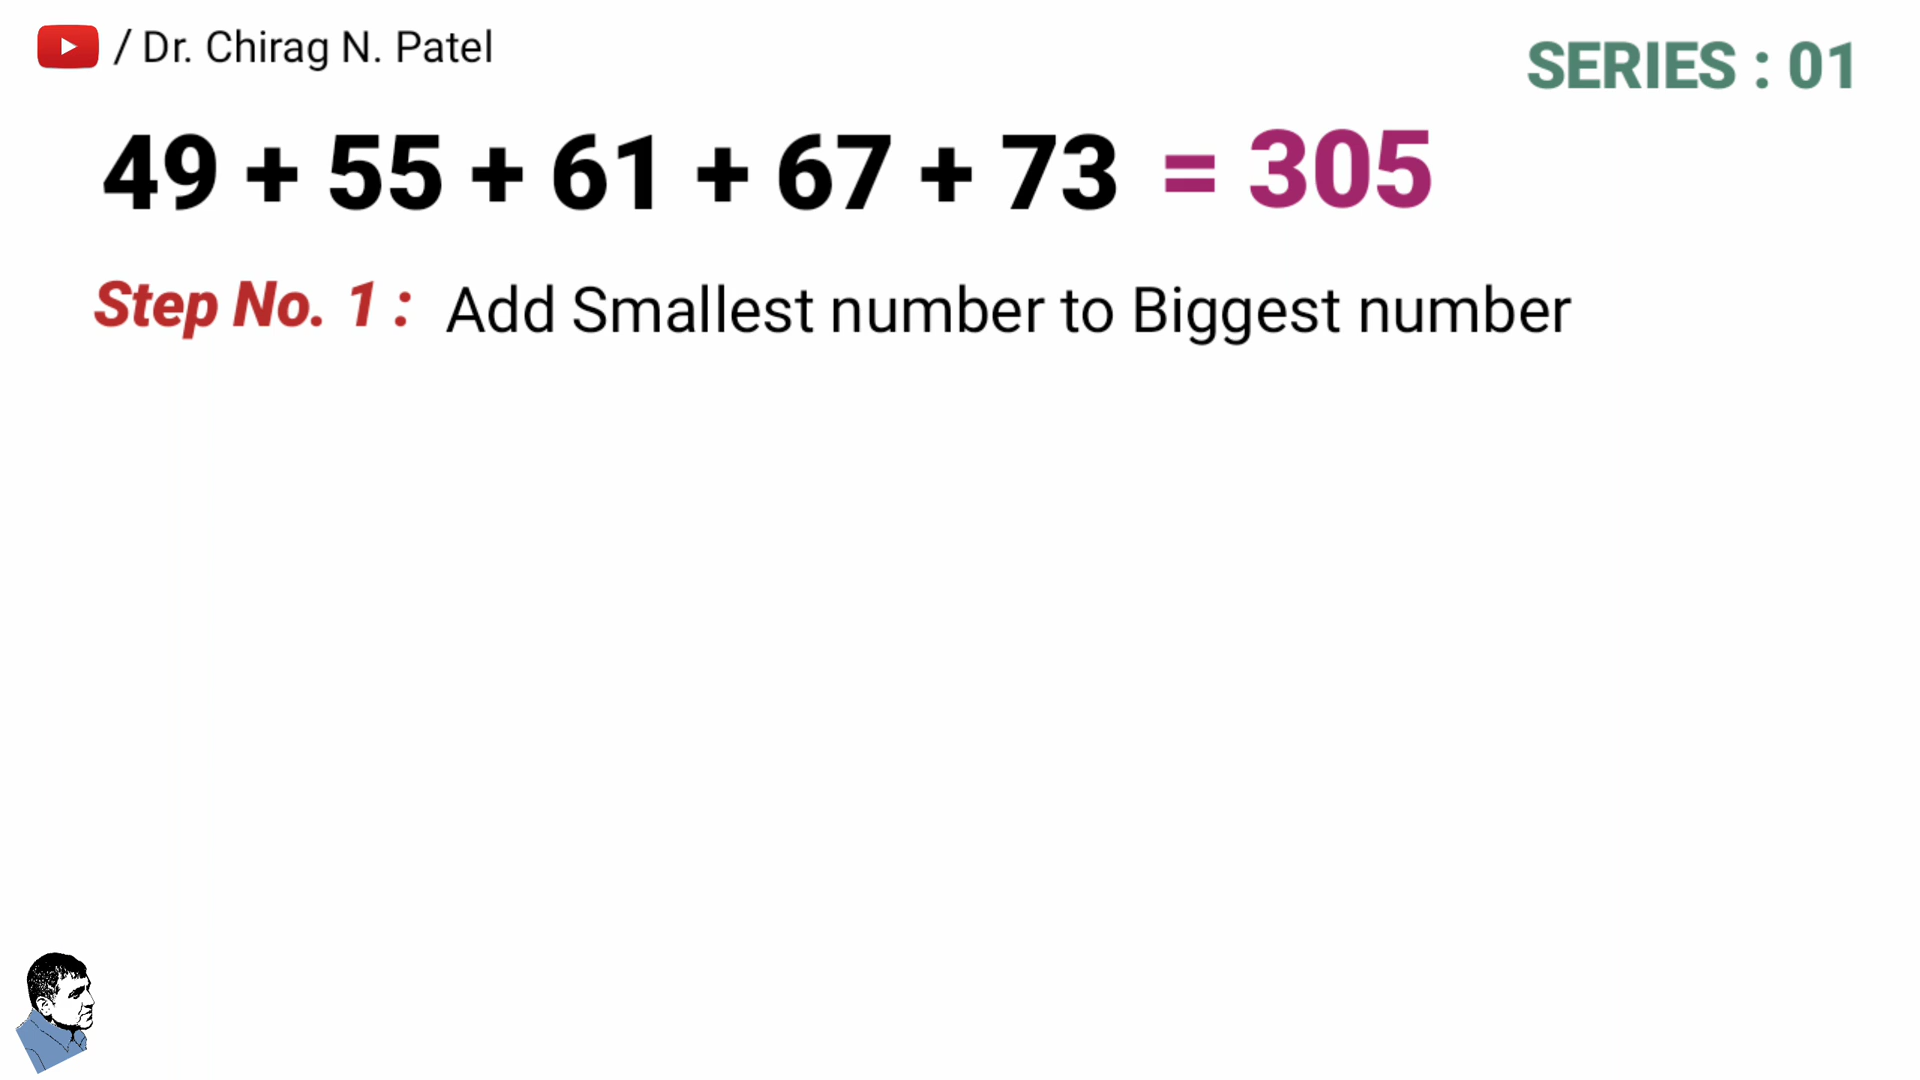 / Dr. Chirag N. Patel
SERIES : 01
49 + 55 + 61 + 67 + 73 = 305
Step No. 1 : Add Smallest number to Biggest number